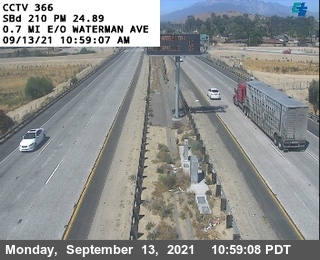 CCTV 366
SBd 210 PM 24.89
0.7 MI E/O WATERMAN AVE
09/13/21 10:59:07 AM
Monday, September 13, 2021 10:59:08 PDT